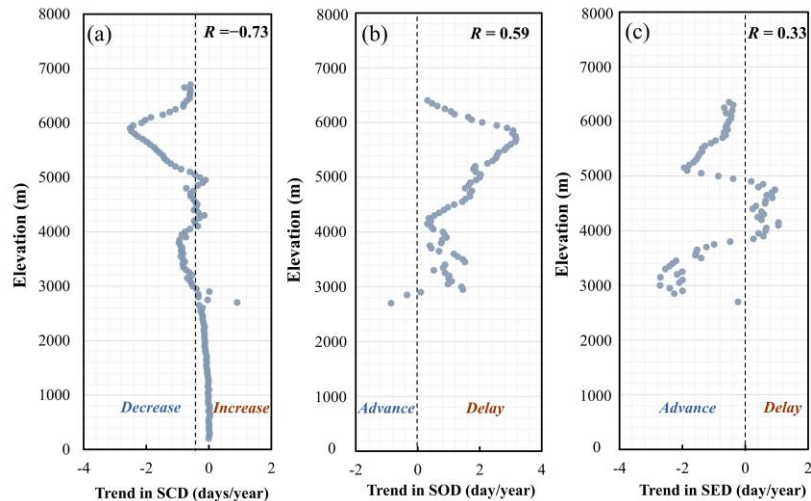 (a)
R =−0.73
Elevation (m)
8000
7000
6000
5000
4000
3000
2000
1000
0
Decrease
Increase
-4
-2
0
2
Trend in SCD (days/year)
(b)
R = 0.59
Elevation (m)
8000
7000
6000
5000
4000
3000
2000
1000
0
Advance
Delay
-2
0
2
4
Trend in SOD (day/year)
(c)
R = 0.33
Elevation (m)
8000
7000
6000
5000
4000
3000
2000
1000
0
Advance
Delay
-4
-2
0
2
Trend in SED (day/year)